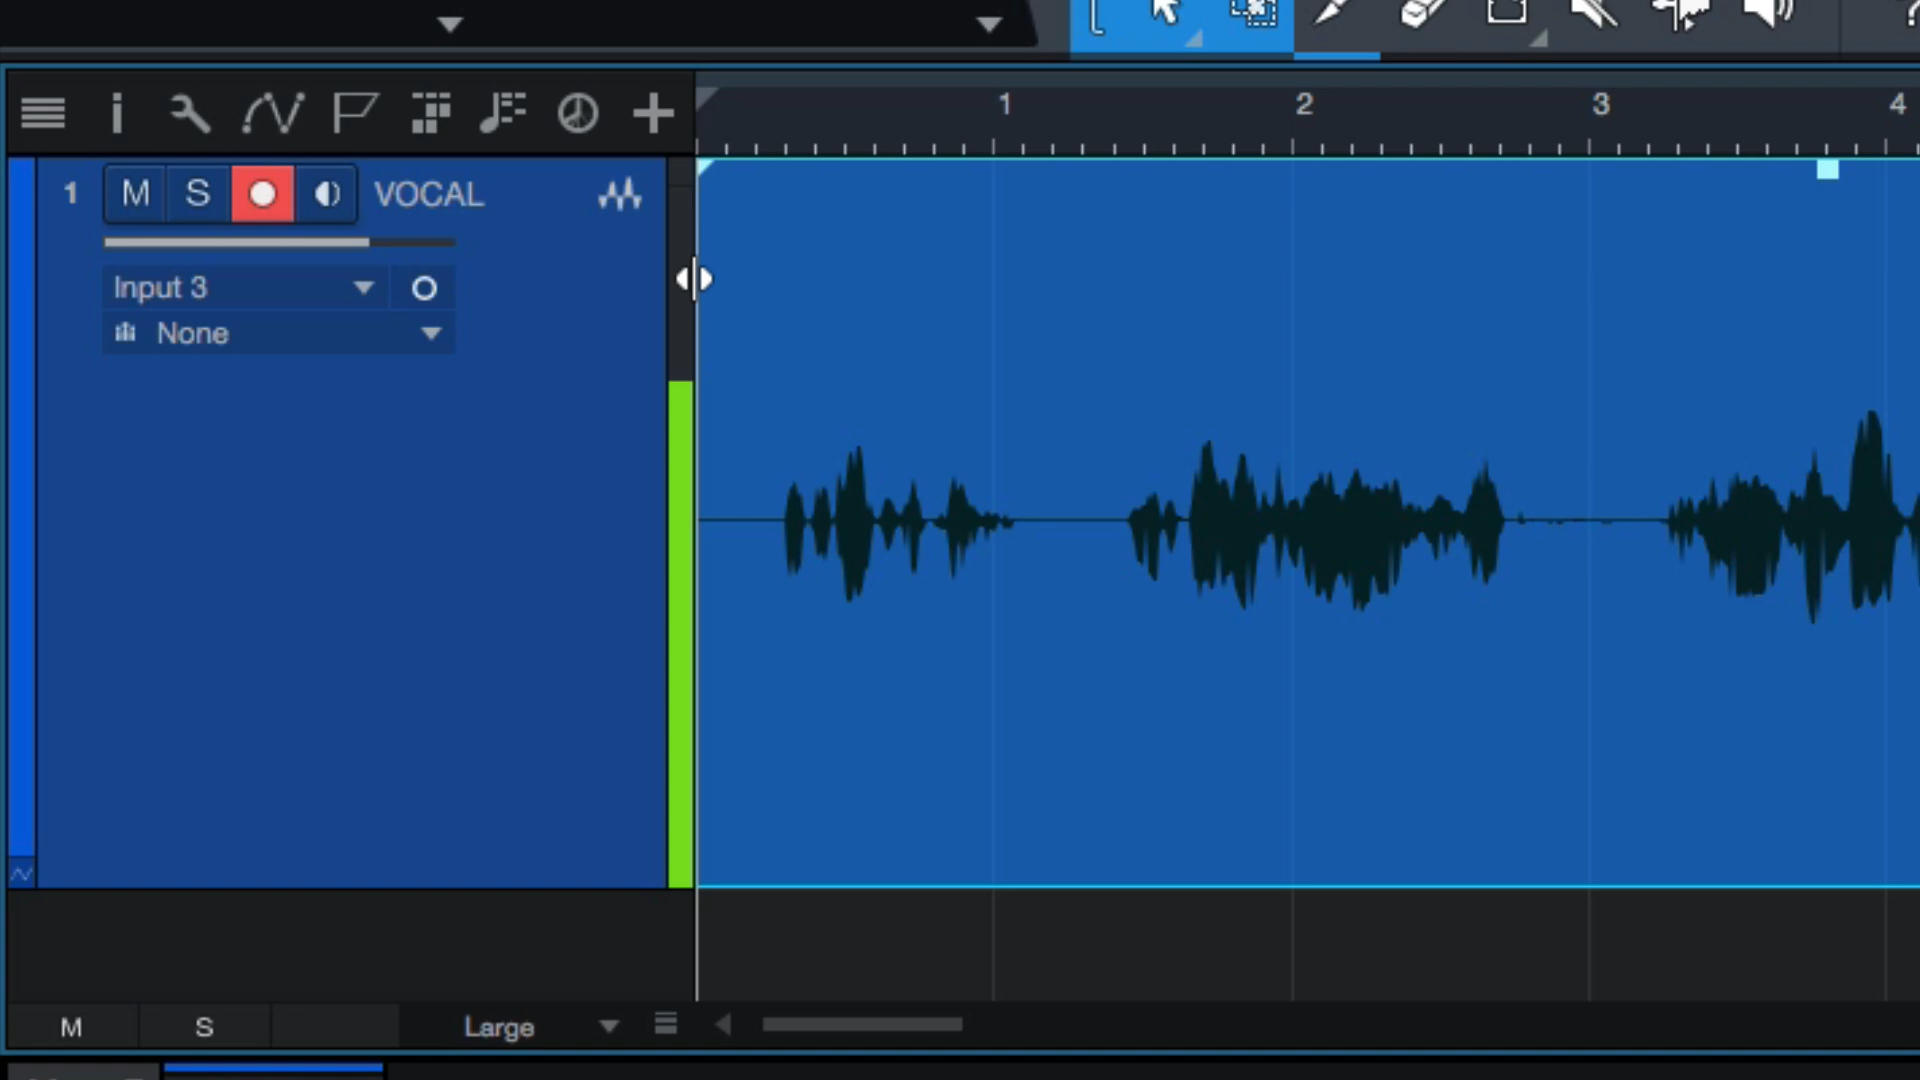 1 2 3 4
1 M S VOCAL
Input 3
None
M S Large